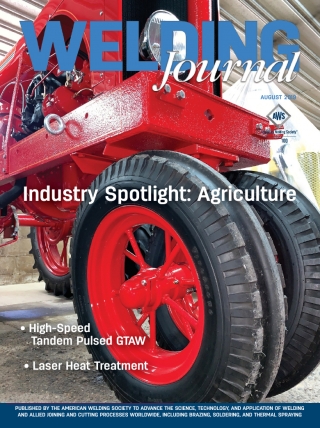 WELDING
Journal
AUGUST
AWS
Welding Society
Industry Spotlight: Agriculture
• High-Speed
Tandem Pulsed GTAW
• Laser Heat Treatment
PUBLISHED BY THE AMERICAN WELDING SOCIETY TO ADVANCE THE SCIENCE, TECHNOLOGY, AND APPLICATION OF WELDING
AND ALLIED JOINING AND CUTTING PROCESSES WORLDWIDE, INCLUDING BRAZING, SOLDERING, AND THERMAL SPRAYING